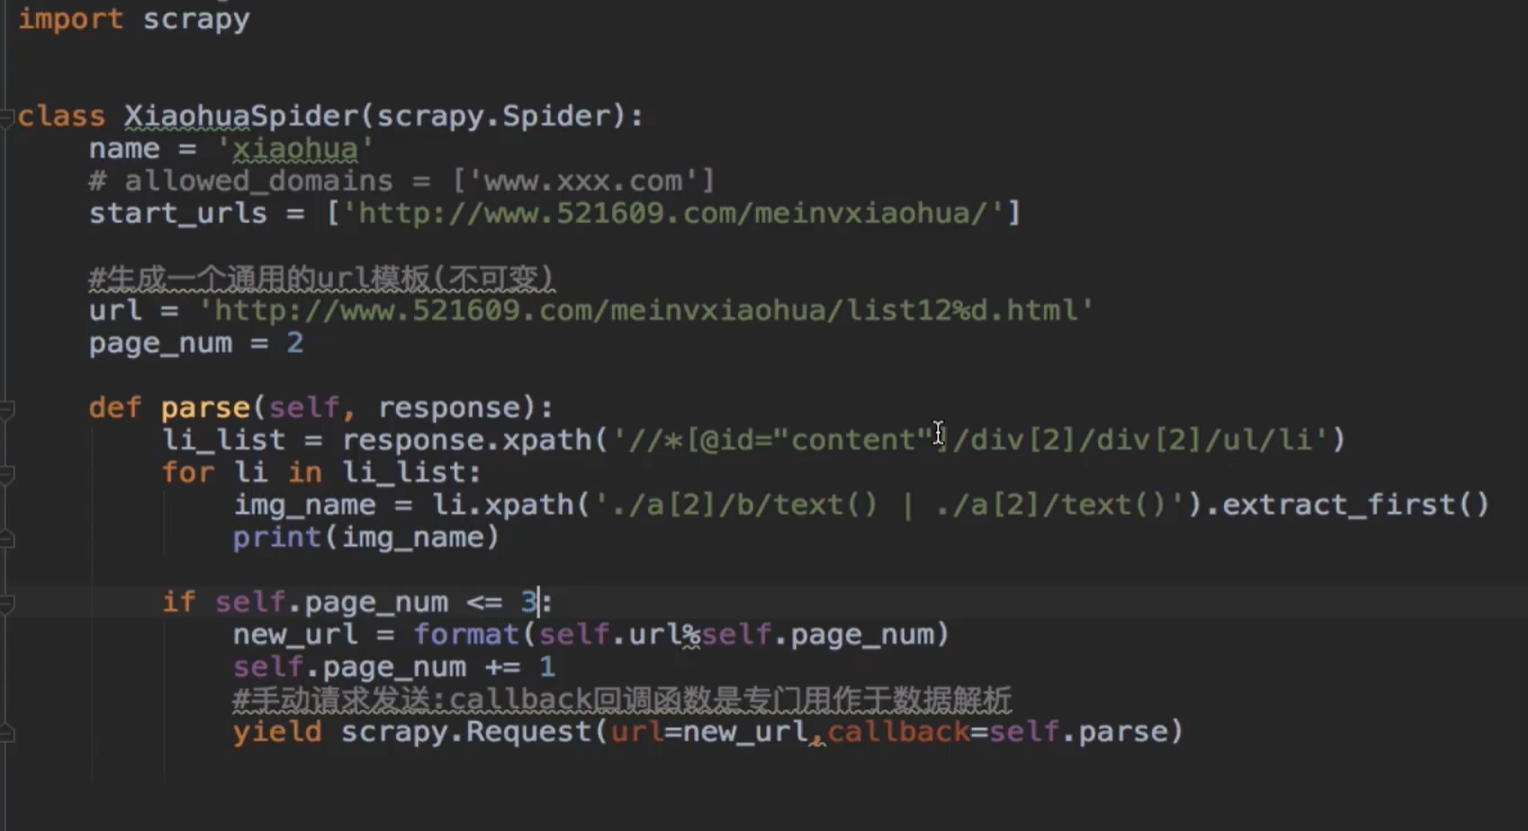 import scrapy
class XiaohuaSpider(scrapy.Spider):
    name = 'xiaohua'
    # allowed_domains = ['www.xxx.com']
    start_urls = ['http://www.521609.com/meinvxiaohua/']
    #生成一个通用的url模板(不可变)
    url = 'http://www.521609.com/meinvxiaohua/list12%d.html'
    page_num = 2
    def parse(self, response):
        li_list = response.xpath('//*[@id="content"]/div[2]/div[2]/ul/li')
        for li in li_list:
            img_name = li.xpath('./a[2]/b/text() | ./a[2]/text()').extract_first()
            print(img_name)
        if self.page_num <= 3:
            new_url = format(self.url%self.page_num)
            self.page_num += 1
            #手动请求发送:callback回调函数是专门用作于数据解析
            yield scrapy.Request(url=new_url,callback=self.parse)